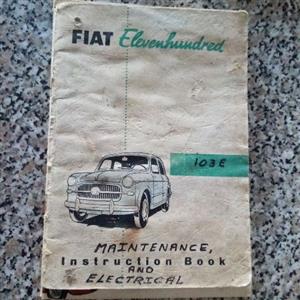 FIAT Elevenhundred
103E
MAINTENANCE,
Instruction Book
AND
ELECTRICAL